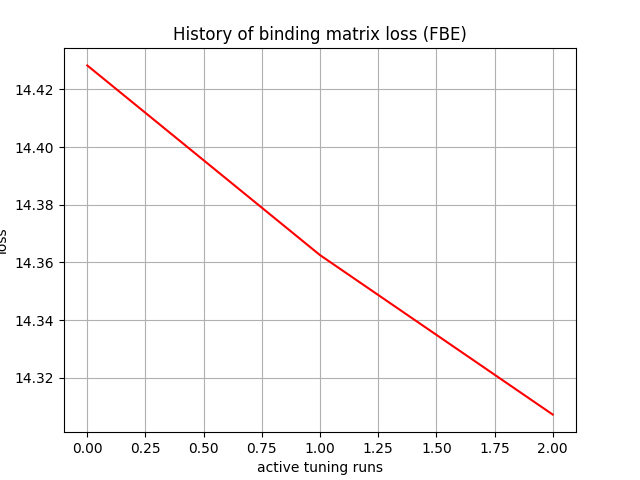 History of binding matrix loss (FBE)
loss
14.42
14.40
14.38
14.36
14.34
14.32
0.00 0.25 0.50 0.75 1.00 1.25 1.50 1.75 2.00
active tuning runs